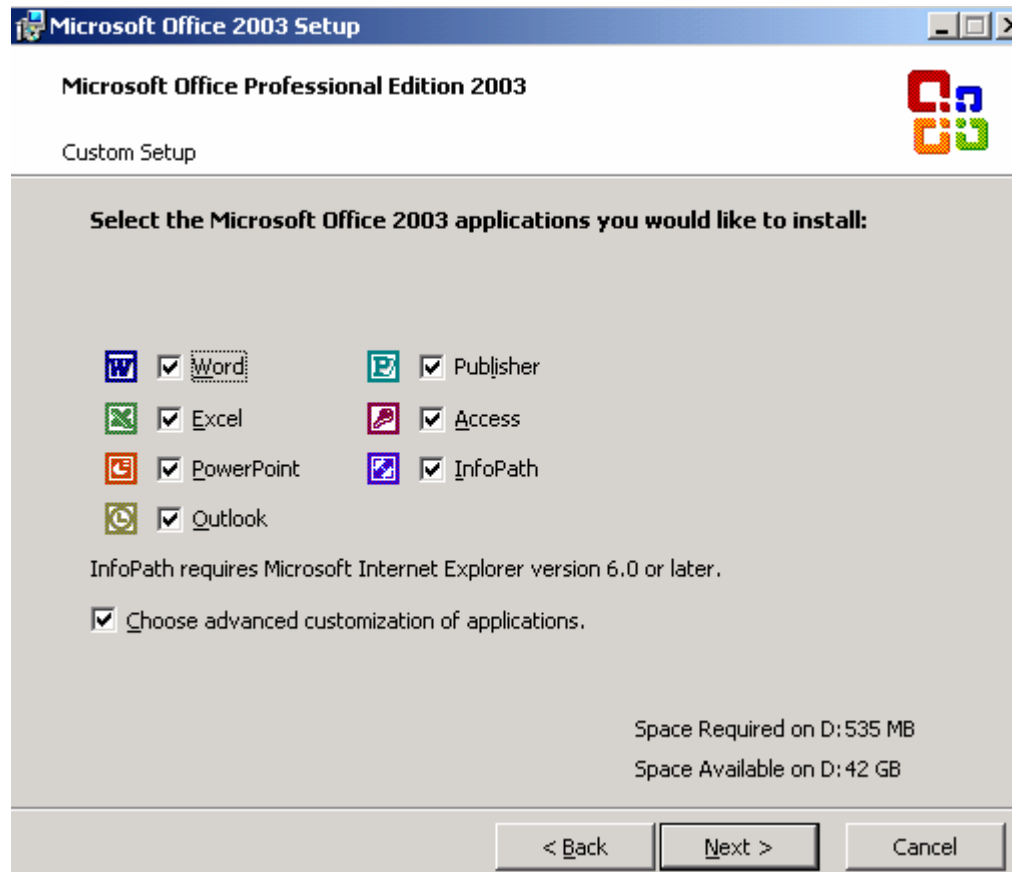 Microsoft Office 2003 Setup
Microsoft Office Professional Edition 2003
Custom Setup
Select the Microsoft Office 2003 applications you would like to install:
Word
Publisher
Excel
Access
PowerPoint
InfoPath
Outlook
InfoPath requires Microsoft Internet Explorer version 6.0 or later.
Choose advanced customization of applications.
Space Required on D: 535 MB
Space Available on D: 42 GB
< Back
Next >
Cancel